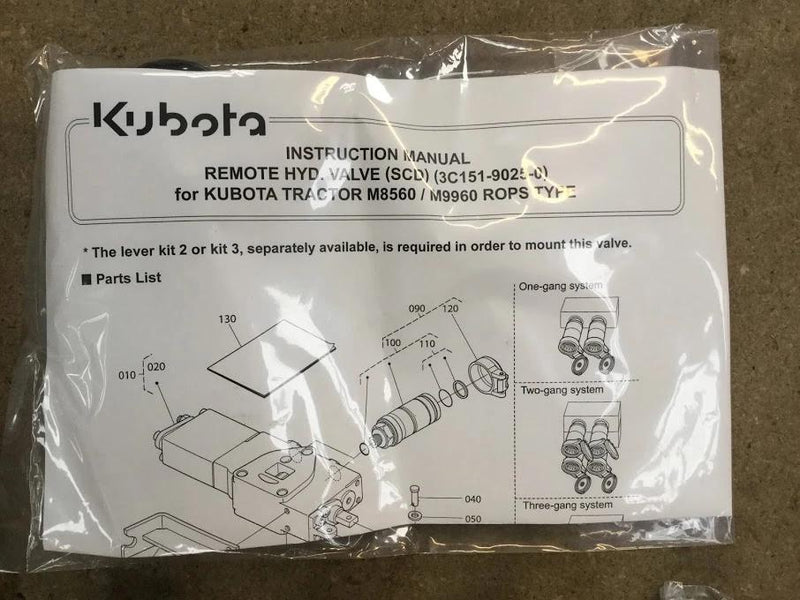 Kubota
INSTRUCTION MANUAL
REMOTE HYD. VALVE (SCD) (3C151-9025-0)
for KUBOTA TRACTOR M8560 / M9960 ROPS TYPE
* The lever kit 2 or kit 3, separately available, is required in order to mount this valve.
■ Parts List
One-gang system
090 120
130
100 110
020
010
Two-gang system
040
050
Three-gang system